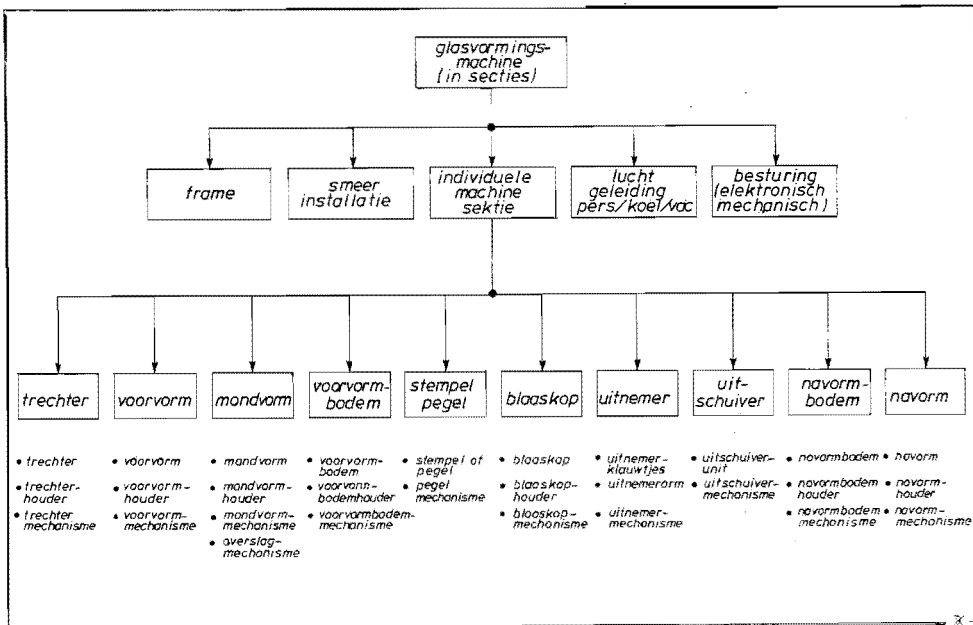 glasvormings-
machine
(in secties)
frame
smeer
installatie
individuele
machine
sektie
lucht
geleiding
pers/koel/vac
besturing
(elektronisch
mechanisch)
trechter
voorvorm
mondvorm
voorvorm-
bodem
stempel
pegel
blaaskop
uitnemer
uit-
schuiver
navorm-
bodem
navorm
• trechter
• trechter-
houder
• trechter
mechanisme
• voorvorm
• voorvorm-
houder
• voorvorm-
mechanisme
• mondvorm
• mondvorm-
houder
• mondvorm-
mechanisme
• overslag-
mechanisme
• voorvorm-
bodem
• voorvorm-
bodemhouder
• voorvormbodem-
mechanisme
• stempel of
pegel
• pegel
mechanisme
• blaaskop
• blaaskop-
houder
• blaaskop-
mechanisme
• uitnemer-
klauwtjes
• uitnemerarm
• uitnemer-
mechanisme
• uitschuiver-
unit
• uitschuiver-
mechanisme
• navormbodem
• navormbodem
houder
• navormbodem
mechanisme
• navorm
• navorm-
houder
• navorm-
mechanisme